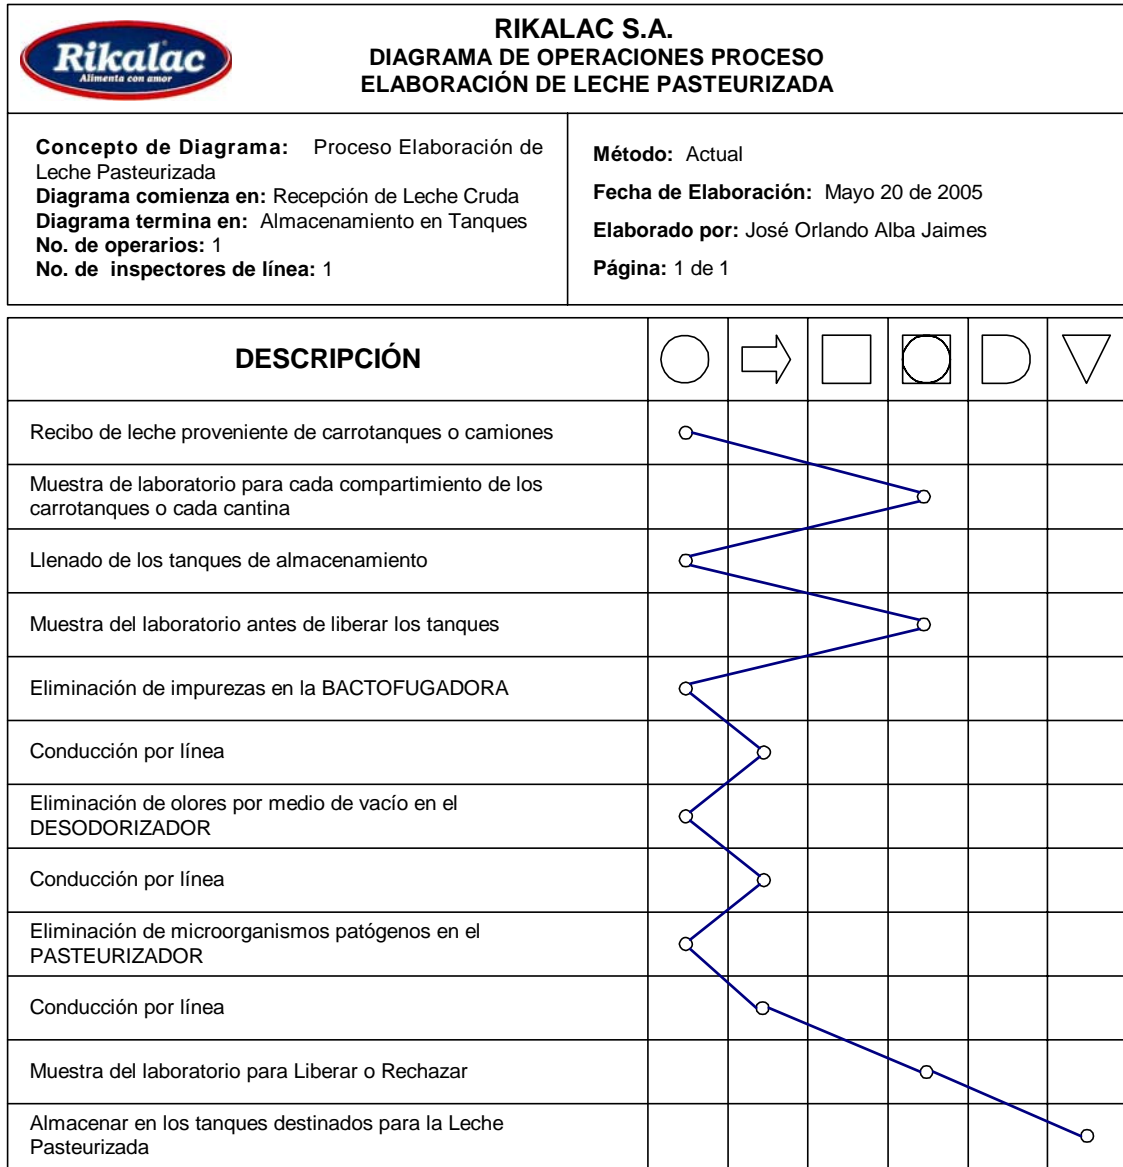 Rikalac
Alimenta con amor
RIKALAC S.A.
DIAGRAMA DE OPERACIONES PROCESO
ELABORACIÓN DE LECHE PASTEURIZADA
Concepto de Diagrama: Proceso Elaboración de
Leche Pasteurizada
Diagrama comienza en: Recepción de Leche Cruda
Diagrama termina en: Almacenamiento en Tanques
No. de operarios: 1
No. de inspectores de línea: 1
Método: Actual
Fecha de Elaboración: Mayo 20 de 2005
Elaborado por: José Orlando Alba Jaimes
Página: 1 de 1
DESCRIPCIÓN
Recibo de leche proveniente de carrotanques o camiones
Muestra de laboratorio para cada compartimiento de los
carrotanques o cada cantina
Llenado de los tanques de almacenamiento
Muestra del laboratorio antes de liberar los tanques
Eliminación de impurezas en la BACTOFUGADORA
Conducción por línea
Eliminación de olores por medio de vacío en el
DESODORIZADOR
Conducción por línea
Eliminación de microorganismos patógenos en el
PASTEURIZADOR
Conducción por línea
Muestra del laboratorio para Liberar o Rechazar
Almacenar en los tanques destinados para la Leche
Pasteurizada